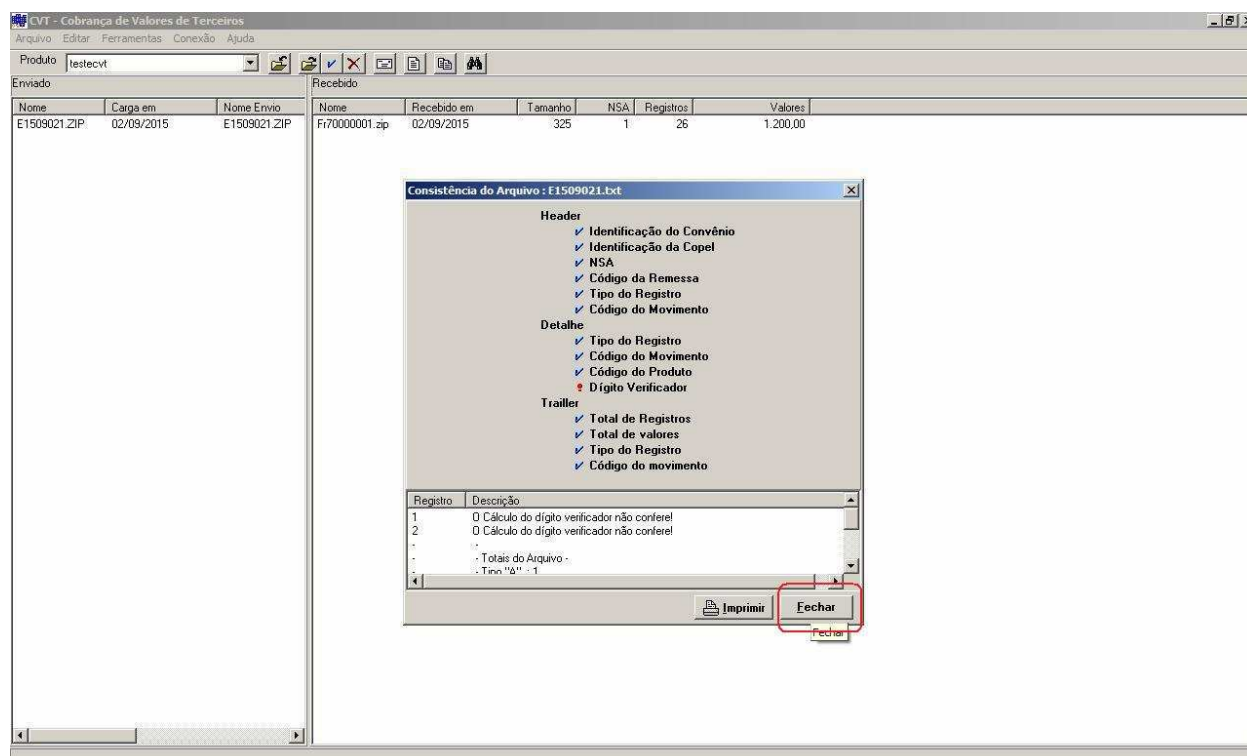 CVT - Cobrança de Valores de Terceiros
Arquivo Editar Ferramentas Conexão Ajuda
Produto testecvt
Enviado Recebido
Nome Carga em Nome Envio Nome Recebido em Tamanho NSA Registros Valores
E1509021.ZIP 02/09/2015 E1509021.ZIP Fr70000001.zip 02/09/2015 325 1 26 1.200,00
Consistência do Arquivo : E1509021.txt
Header
Identificação do Convênio
Identificação da Copel
NSA
Código da Remessa
Tipo do Registro
Código do Movimento
Detalhe
Tipo do Registro
Código do Movimento
Código do Produto
Dígito Verificador
Trailler
Total de Registros
Total de valores
Tipo do Registro
Código do movimento
Registro Descrição
1 O Cálculo do dígito verificador não confere!
2 O Cálculo do dígito verificador não confere!
- -
- - Totais do Arquivo -
- - Tipo "A" : 1
Imprimir Fechar
Fechar